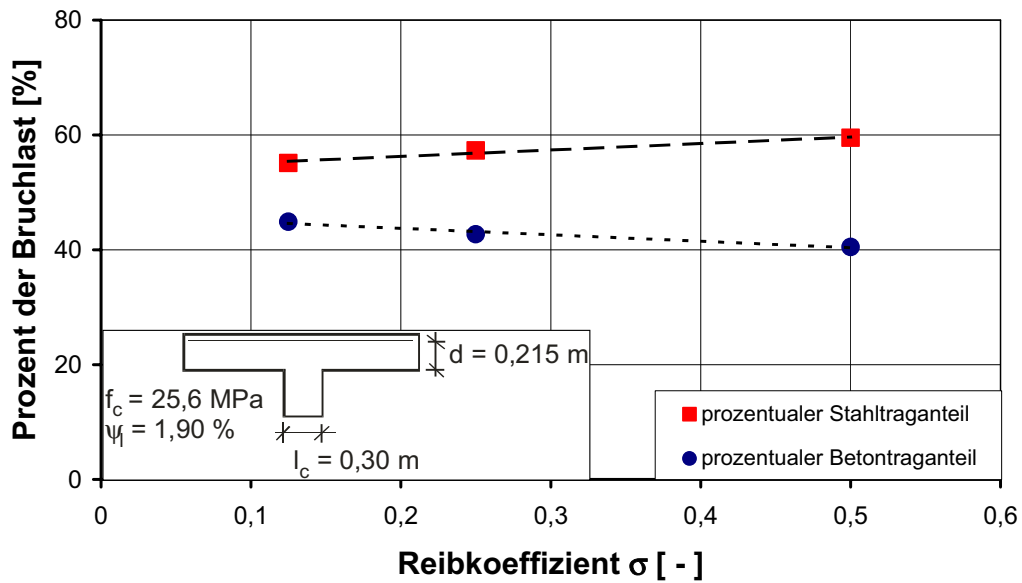 Prozent der Bruchlast [%]
80
60
40
20
0
d = 0,215 m
f_c = 25,6 MPa
ψ_l = 1,90 %
l_c = 0,30 m
prozentualer Stahltraganteil
prozentualer Betontraganteil
0 0,1 0,2 0,3 0,4 0,5 0,6
Reibkoeffizient σ [ - ]